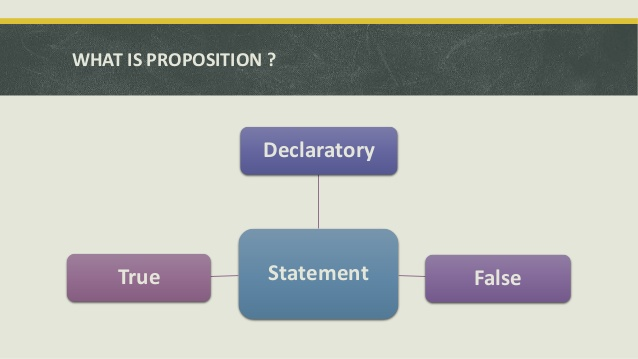 WHAT IS PROPOSITION ?
Declaratory
True
Statement
False